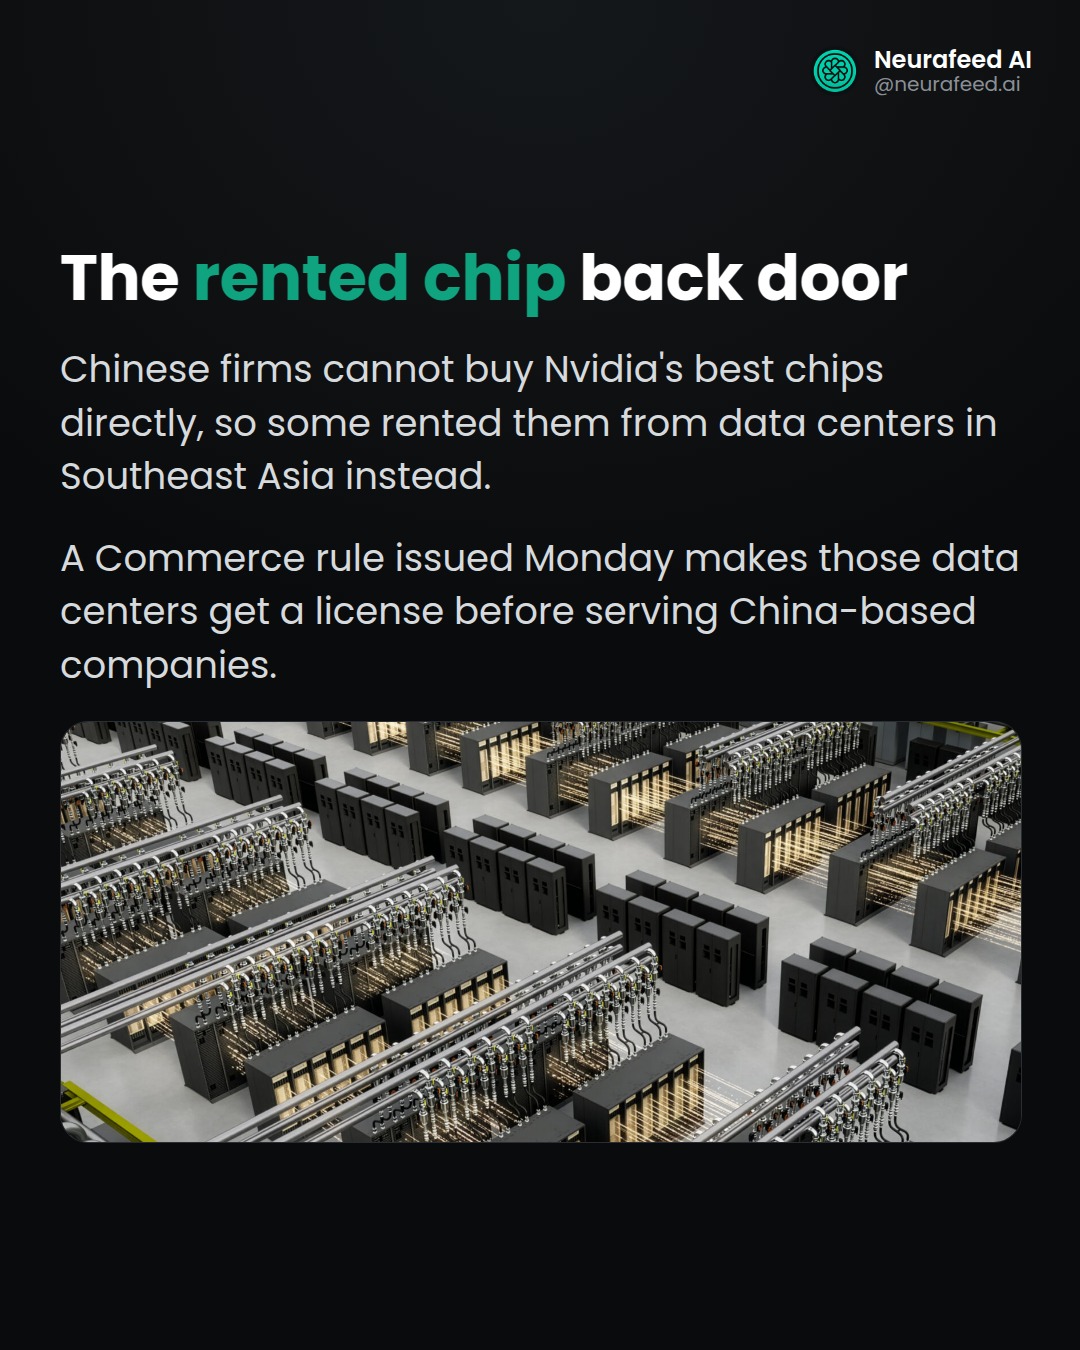 Neurafeed AI
@neurafeed.ai
The rented chip back door
Chinese firms cannot buy Nvidia's best chips
directly, so some rented them from data centers in
Southeast Asia instead.
A Commerce rule issued Monday makes those data
centers get a license before serving China-based
companies.